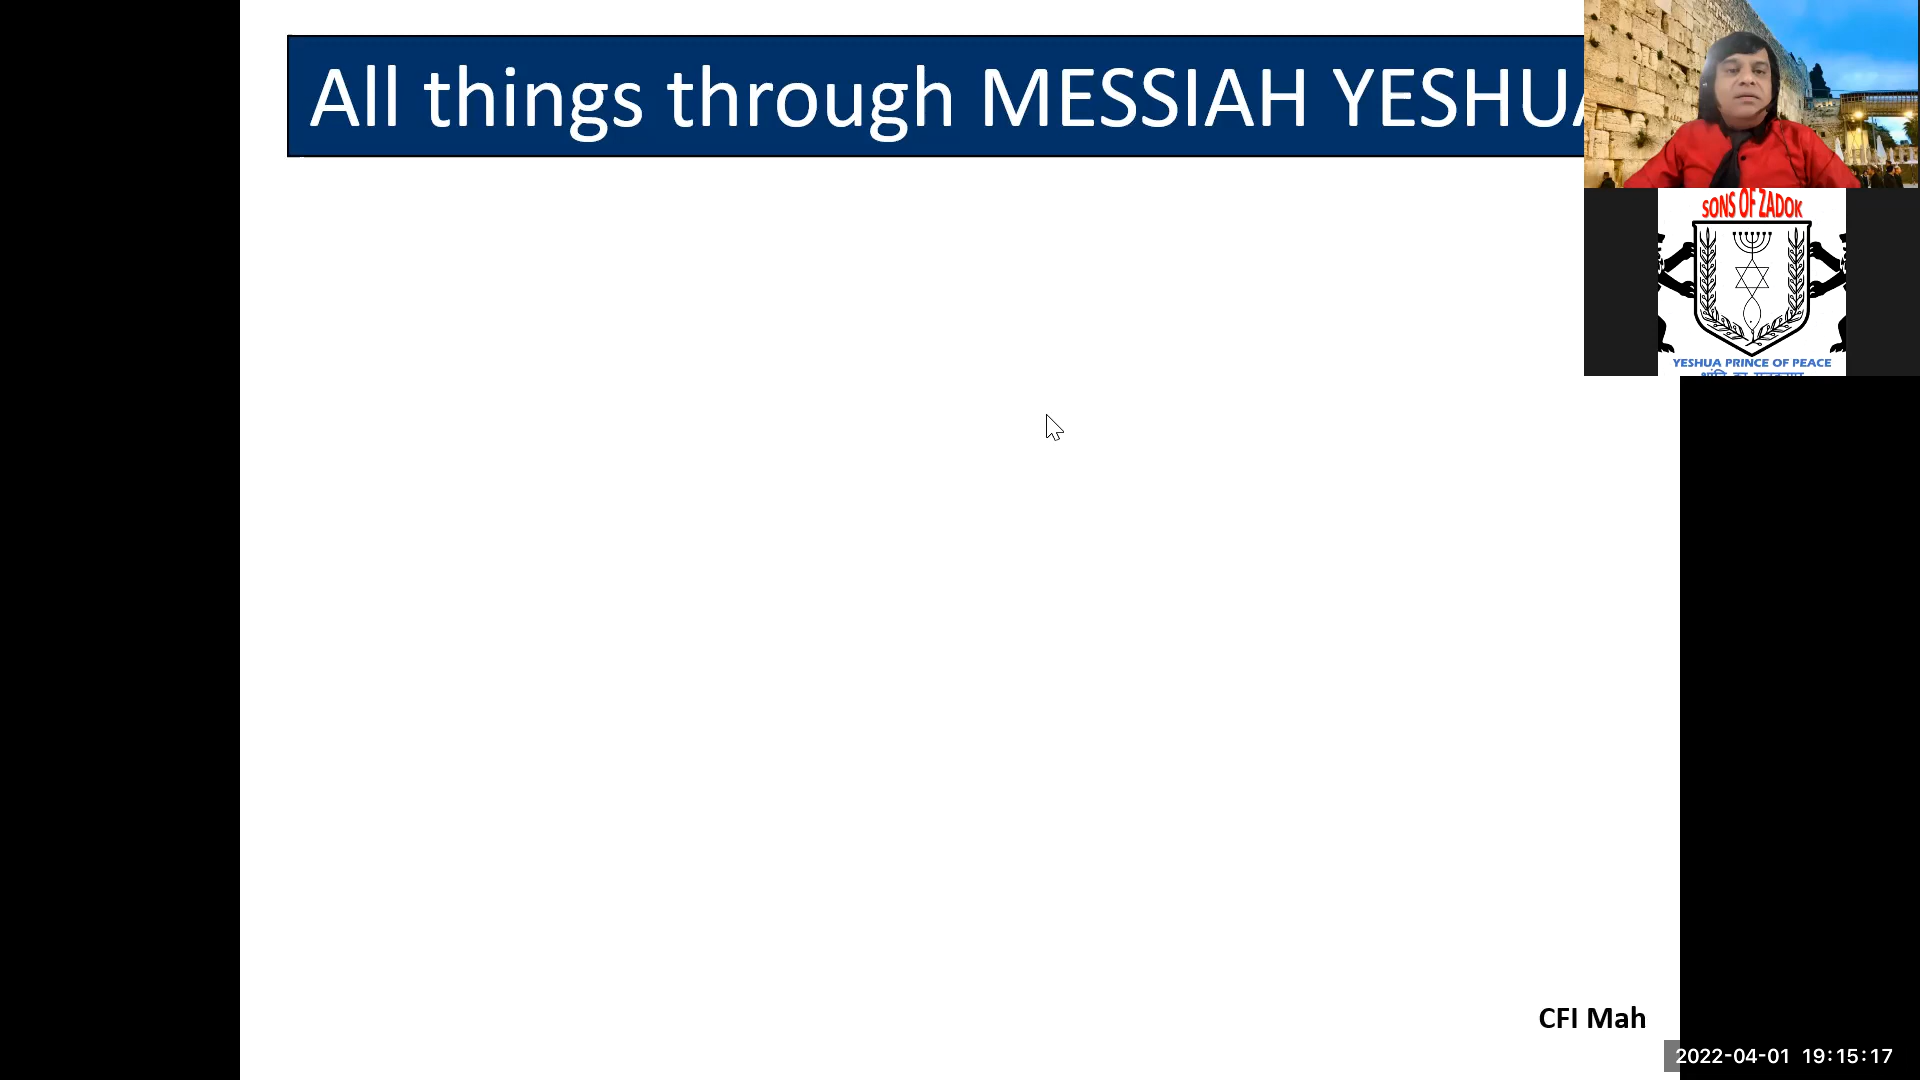 All things through MESSIAH YESHUA
SONS OF ZADOK
YESHUA PRINCE OF PEACE
CFI Mah
2022-04-01 19:15:17